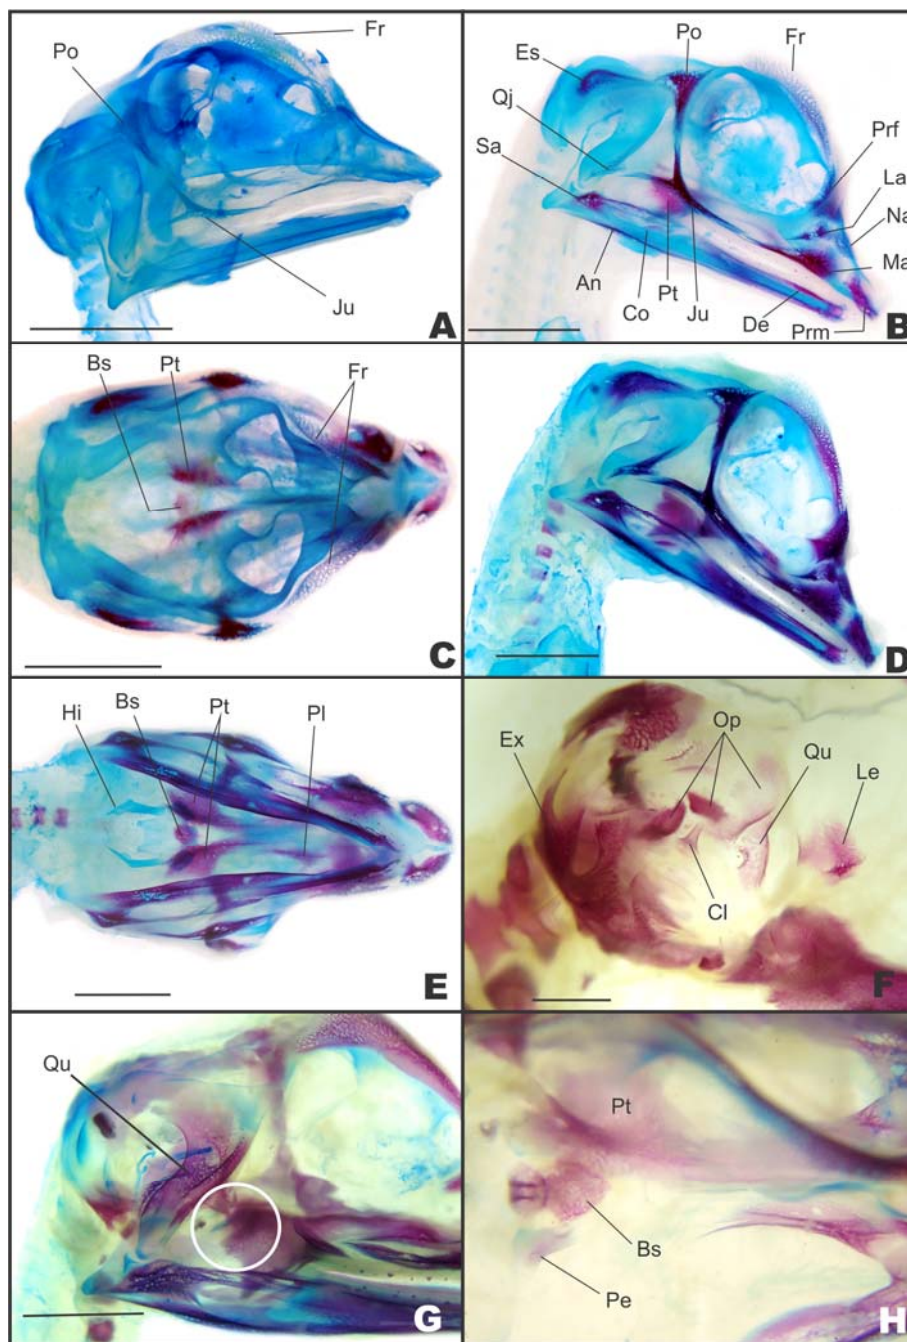 Fr
Po
Ju
A
Po
Fr
Es
Qj
Prf
Sa
La
Na
An
Ma
Co
Pt
Ju
De
Prm
B
Bs
Pt
Fr
C
D
Hi
Bs
Pt
Pl
E
Ex
Op
Qu
Le
Cl
F
Qu
G
Pt
Bs
Pe
H